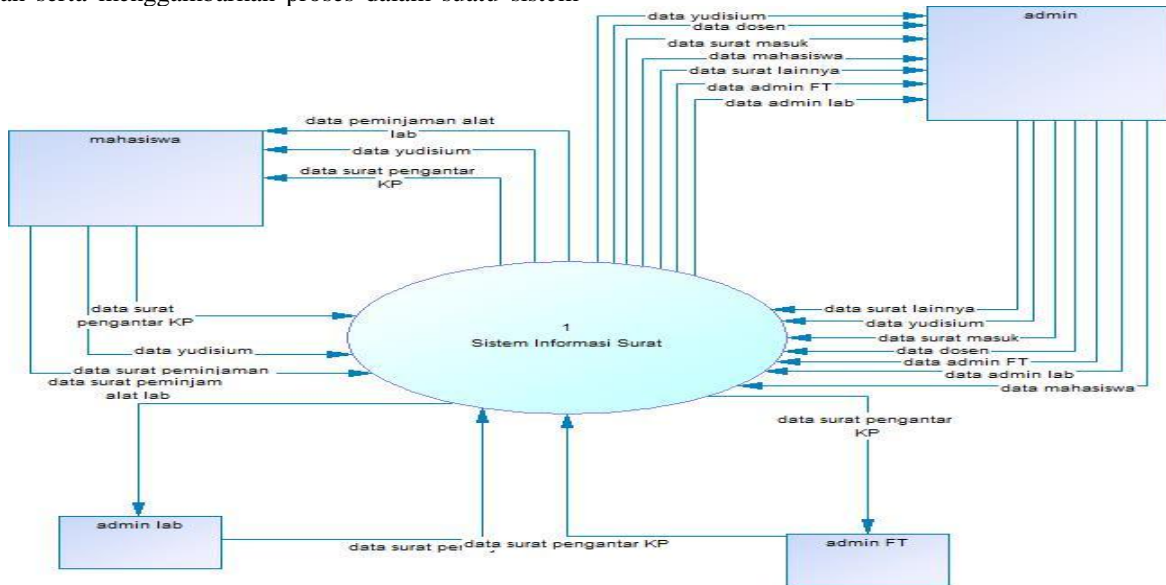 an serta menggambarkan proses dalam suatu sistem
data yudisium
data dosen
data surat masuk
data mahasiswa
data surat lainnya
data admin FT
data admin lab
admin
mahasiswa
data peminjaman alat
lab
data yudisium
data surat pengantar
KP
data surat
pengantar KP
data yudisium
data surat peminjaman
data surat peminjam
alat lab
1
Sistem Informasi Surat
data surat lainnya
data yudisium
data surat masuk
data dosen
data admin FT
data admin lab
data mahasiswa
data surat pengantar
KP
admin lab
data surat
data surat pengantar KP
admin FT